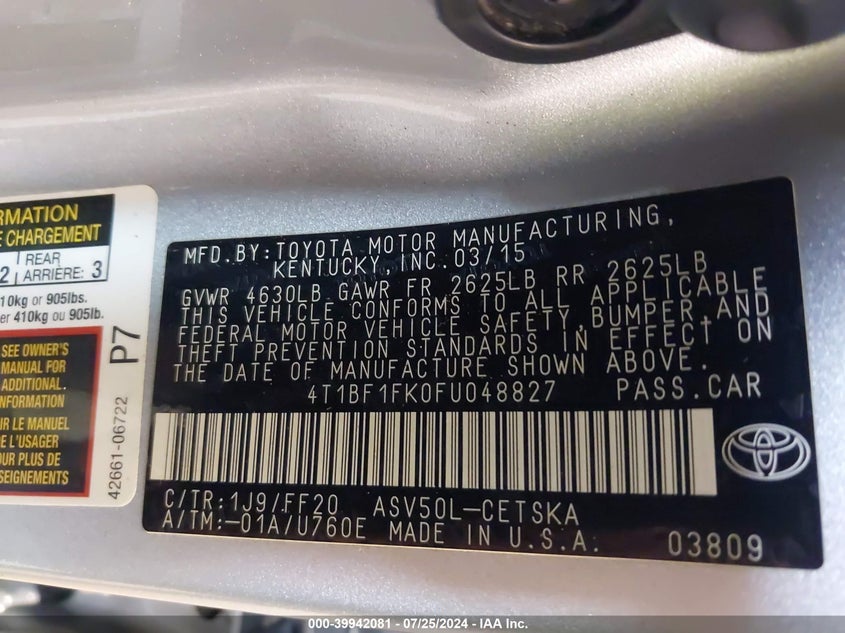 RMATION
E CHARGEMENT
2 REAR ARRIÈRE: 3
10kg or 905lbs.
er 410kg ou 905lb.
SEE OWNER'S
MANUAL FOR
ADDITIONAL.
UR LE MANUEL
DE L'USAGER
OUR PLUS DE
SEIGNEMENTS
P7
42661-06722
MFD.BY:TOYOTA MOTOR MANUFACTURING,
KENTUCKY,INC.03/15
GVWR 4630LB GAWR FR 2625LB RR 2625LB
THIS VEHICLE CONFORMS TO ALL APPLICABLE
FEDERAL MOTOR VEHICLE SAFETY,BUMPER,AND
THEFT PREVENTION STANDARDS IN EFFECT ON
THE DATE OF MANUFACTURE SHOWN ABOVE.
4T1BF1FK0FU048827 PASS.CAR
C/TR:1J9/FF20 ASV50L-CETSKA
A/TM:-01A/U760E MADE IN U.S.A. 03809
000-39942081 - 07/25/2024 - IAA Inc.